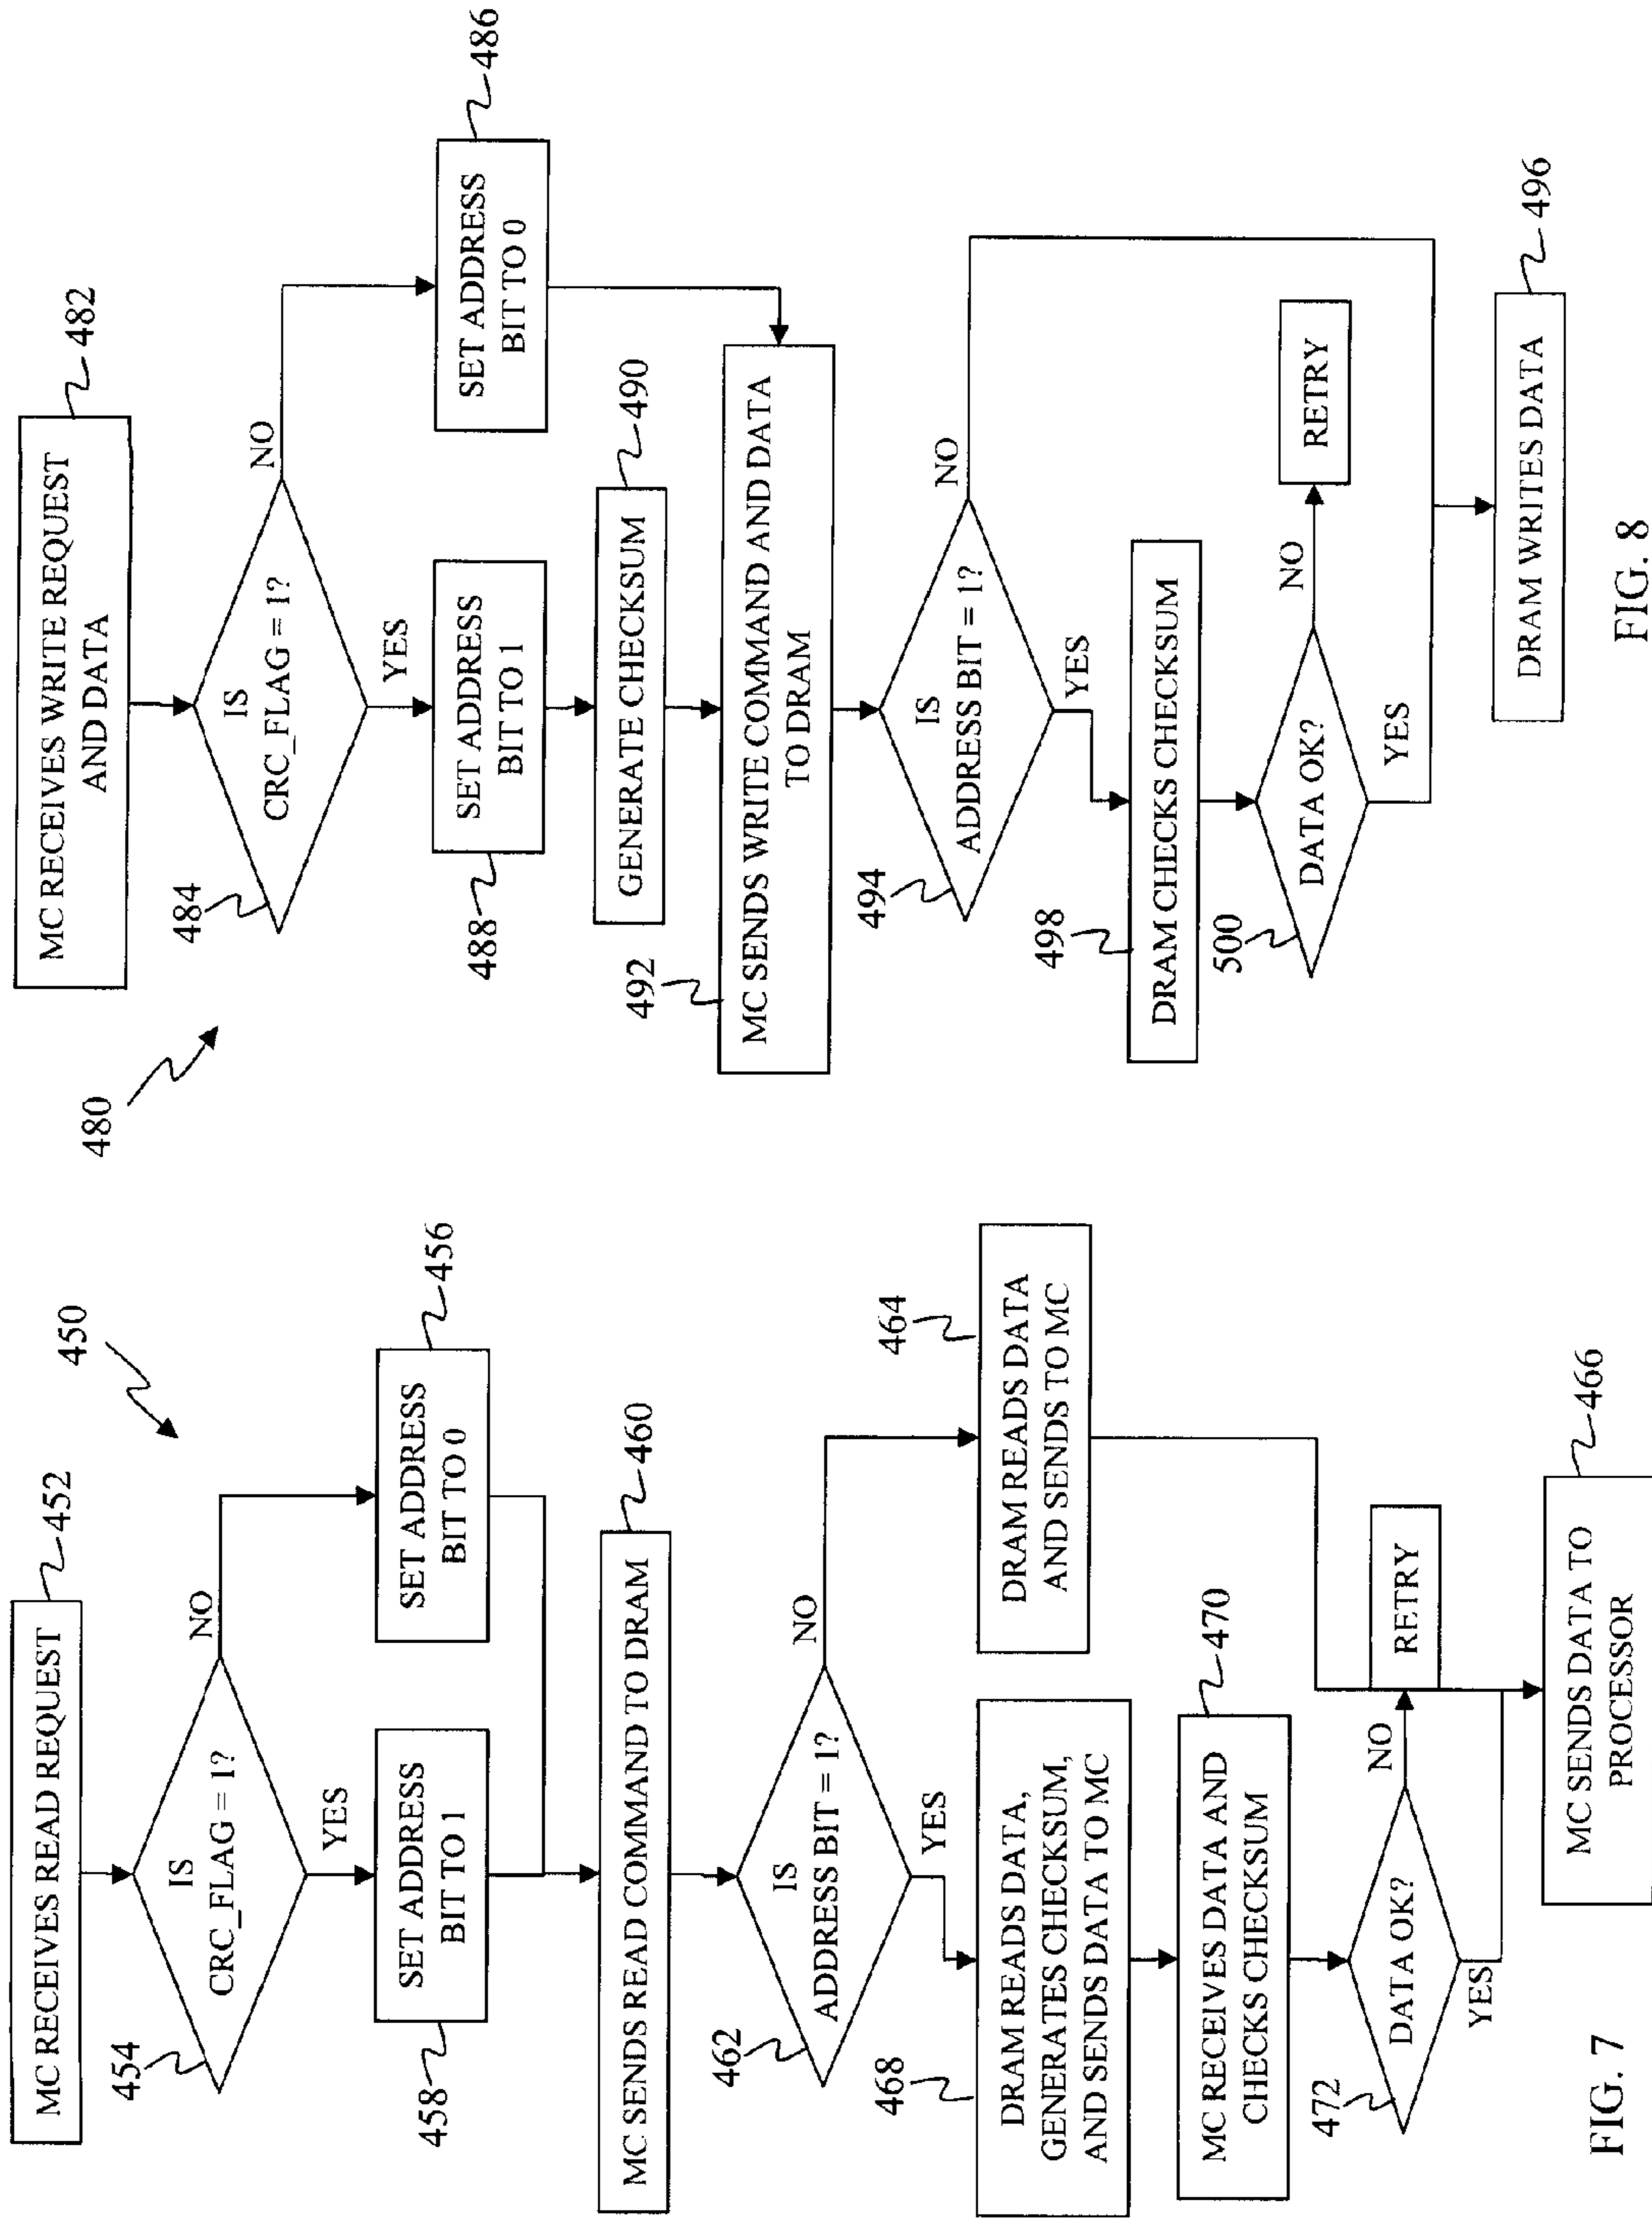 450
MC RECEIVES READ REQUEST
452
IS
CRC_FLAG = 1?
454
NO
YES
SET ADDRESS
BIT TO 0
456
SET ADDRESS
BIT TO 1
458
MC SENDS READ COMMAND TO DRAM
460
IS
ADDRESS BIT = 1?
462
NO
YES
DRAM READS DATA
AND SENDS TO MC
464
DRAM READS DATA,
GENERATES CHECKSUM,
AND SENDS DATA TO MC
468
MC RECEIVES DATA AND
CHECKS CHECKSUM
470
DATA OK?
472
NO
RETRY
YES
MC SENDS DATA TO
PROCESSOR
466
FIG. 7
480
MC RECEIVES WRITE REQUEST
AND DATA
482
IS
CRC_FLAG = 1?
484
NO
YES
SET ADDRESS
BIT TO 0
486
SET ADDRESS
BIT TO 1
488
GENERATE CHECKSUM
490
MC SENDS WRITE COMMAND AND DATA
TO DRAM
492
IS
ADDRESS BIT = 1?
494
NO
YES
DRAM CHECKS CHECKSUM
498
DATA OK?
500
NO
RETRY
YES
DRAM WRITES DATA
496
FIG. 8